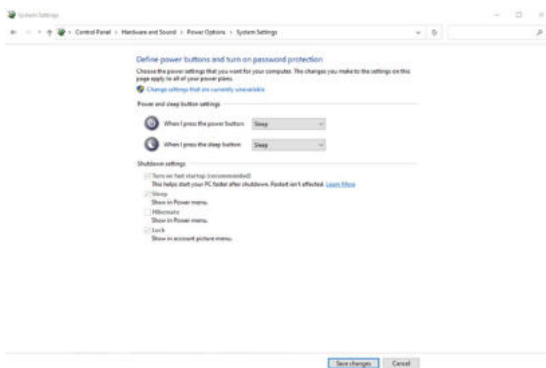 System Settings
Control Panel > Hardware and Sound > Power Options > System Settings
Define power buttons and turn on password protection
Choose the power settings that you want for your computer. The changes you make to the settings on this
page apply to all of your power plans.
Change settings that are currently unavailable
Power and sleep button settings
When I press the power button: Sleep
When I press the sleep button: Sleep
Shutdown settings
Turn on fast startup (recommended)
This helps start your PC faster after shutdown. Restart isn't affected. Learn More
Sleep
Show in Power menu.
Hibernate
Show in Power menu.
Lock
Show in account picture menu.
Save changes Cancel